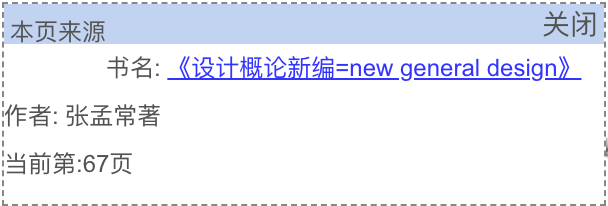 本页来源 关闭
书名: 《设计概论新编=new general design》
作者: 张孟常著
当前第:67页